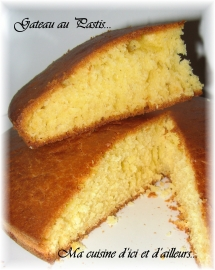 Gateau au Pastis...
Ma cuisine d'ici et d'ailleurs...